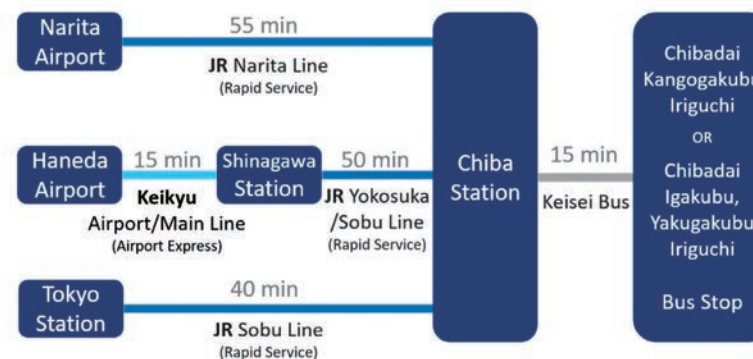 Narita
Airport
55 min
JR Narita Line
(Rapid Service)
Haneda
Airport
15 min
Keikyu
Airport/Main Line
(Airport Express)
Shinagawa
Station
50 min
JR Yokosuka
/Sobu Line
(Rapid Service)
Tokyo
Station
40 min
JR Sobu Line
(Rapid Service)
Chiba
Station
15 min
Keisei Bus
Chibadai
Kangogakubu
Iriguchi
OR
Chibadai
Igakubu,
Yakugakubu
Iriguchi
Bus Stop